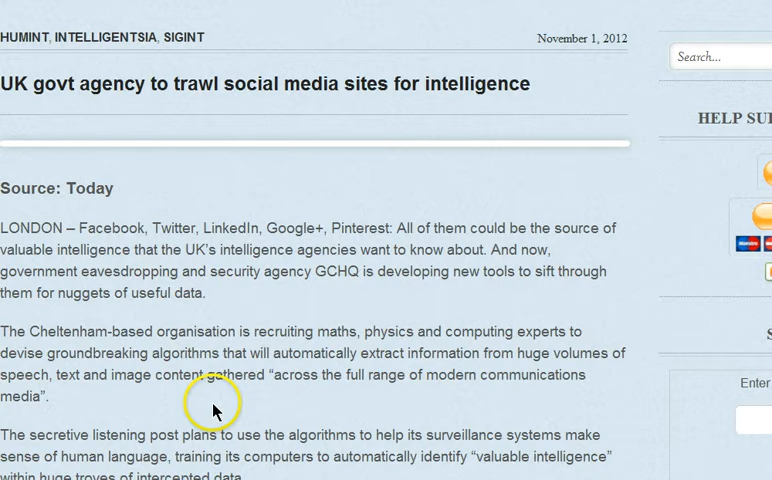 HUMINT, INTELLIGENTSIA, SIGINT
November 1, 2012
Search...
UK govt agency to trawl social media sites for intelligence
HELP
Source: Today
LONDON – Facebook, Twitter, LinkedIn, Google+, Pinterest: All of them could be the source of
valuable intelligence that the UK's intelligence agencies want to know about. And now,
government eavesdropping and security agency GCHQ is developing new tools to sift through
them for nuggets of useful data.
The Cheltenham-based organisation is recruiting maths, physics and computing experts to
devise groundbreaking algorithms that will automatically extract information from huge volumes of
speech, text and image content gathered “across the full range of modern communications
media”.
Enter
The secretive listening post plans to use the algorithms to help its surveillance systems make
sense of human language, training its computers to automatically identify “valuable intelligence”
within huge troves of intercepted data.